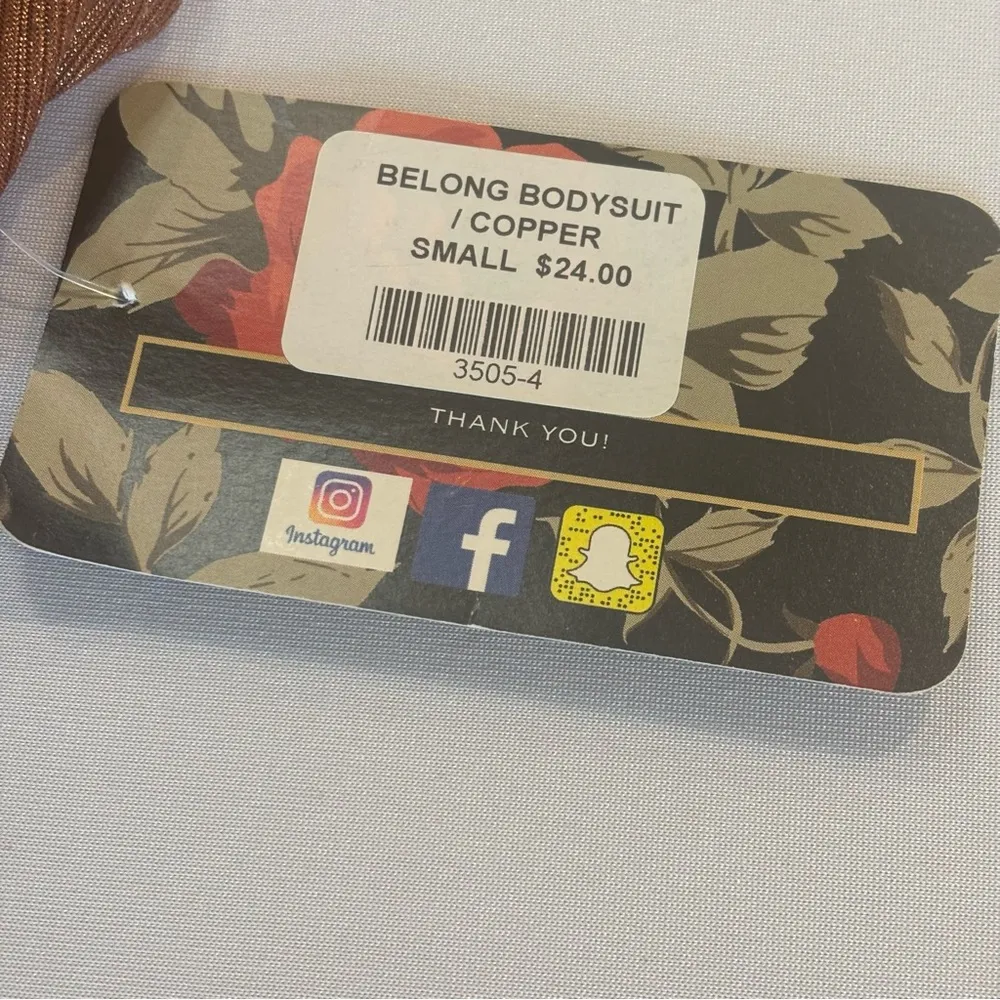 BELONG BODYSUIT
/ COPPER
SMALL $24.00
3505-4
THANK YOU!
Instagram
f